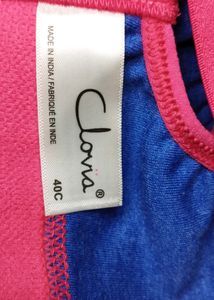 Clovia®
MADE IN INDIA / FABRIQUÉ EN INDE
40C